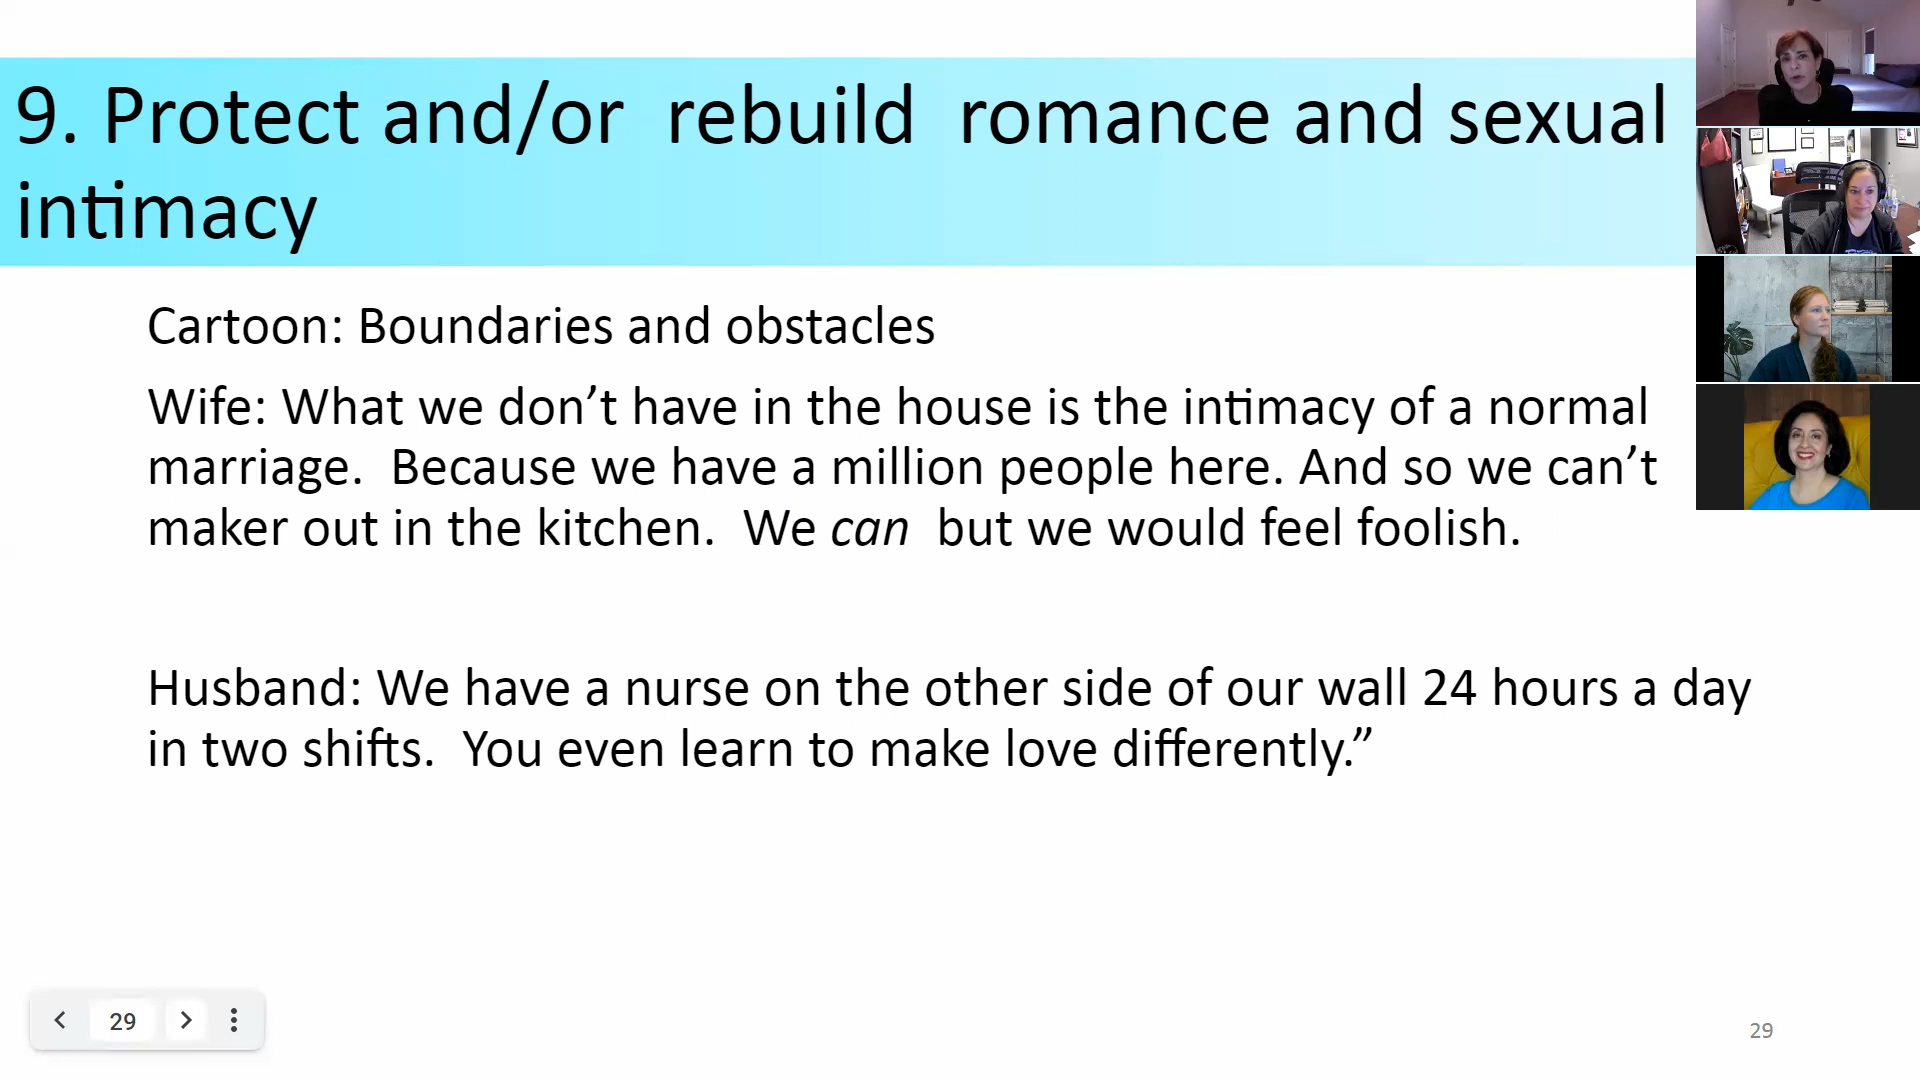 9. Protect and/or  rebuild  romance and sexual
intimacy
Cartoon: Boundaries and obstacles
Wife: What we don’t have in the house is the intimacy of a normal
marriage.  Because we have a million people here. And so we can’t
maker out in the kitchen.  We can  but we would feel foolish.
Husband: We have a nurse on the other side of our wall 24 hours a day
in two shifts.  You even learn to make love differently.”
29
29